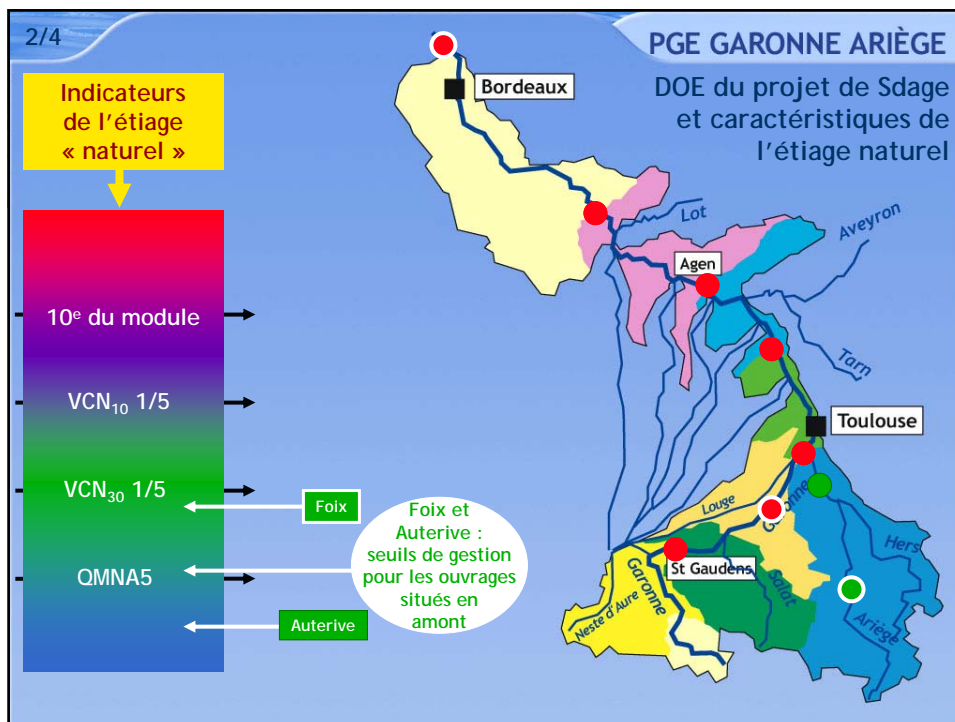 2/4
PGE GARONNE ARIÈGE
DOE du projet de Sdage
et caractéristiques de
l'étiage naturel
Indicateurs
de l'étiage
« naturel »
10e du module
VCN10 1/5
VCN30 1/5
QMNA5
Foix
Auterive
Foix et
Auterive :
seuils de gestion
pour les ouvrages
situés en
amont
Bordeaux
Lot
Aveyron
Agen
Tarn
Toulouse
Louge
Garonne
Hers
St Gaudens
Garonne
Salat
Neste d'Aure
Ariège